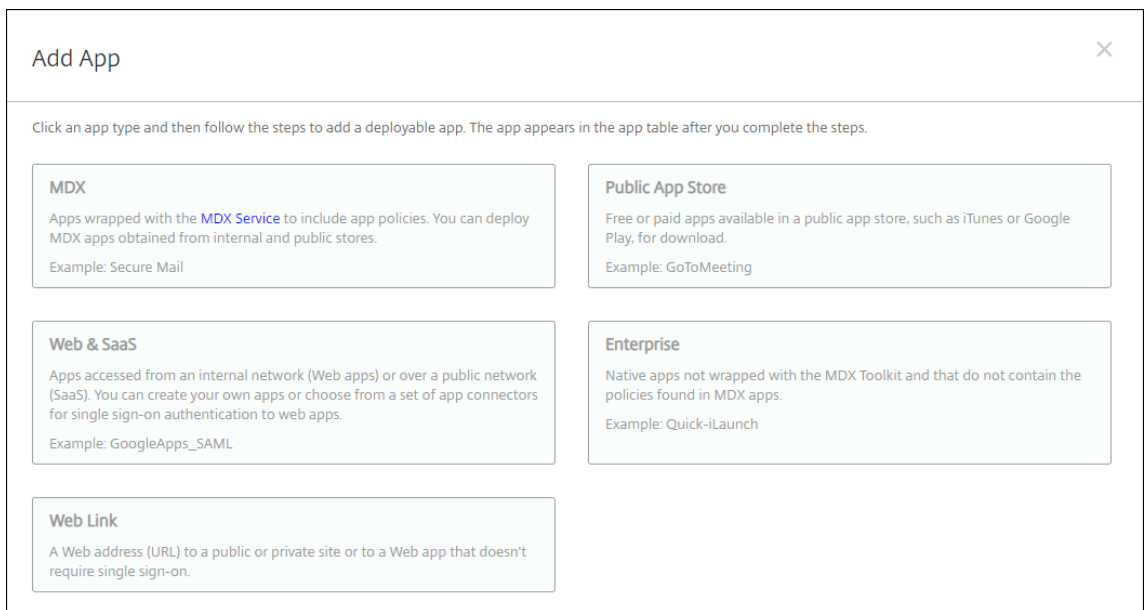 Add App
Click an app type and then follow the steps to add a deployable app. The app appears in the app table after you complete the steps.
MDX
Apps wrapped with the MDX Service to include app policies. You can deploy
MDX apps obtained from internal and public stores.
Example: Secure Mail
Public App Store
Free or paid apps available in a public app store, such as iTunes or Google
Play, for download.
Example: GoToMeeting
Web & SaaS
Apps accessed from an internal network (Web apps) or over a public network
(SaaS). You can create your own apps or choose from a set of app connectors
for single sign-on authentication to web apps.
Example: GoogleApps_SAML
Enterprise
Native apps not wrapped with the MDX Toolkit and that do not contain the
policies found in MDX apps.
Example: Quick-iLaunch
Web Link
A Web address (URL) to a public or private site or to a Web app that doesn't
require single sign-on.